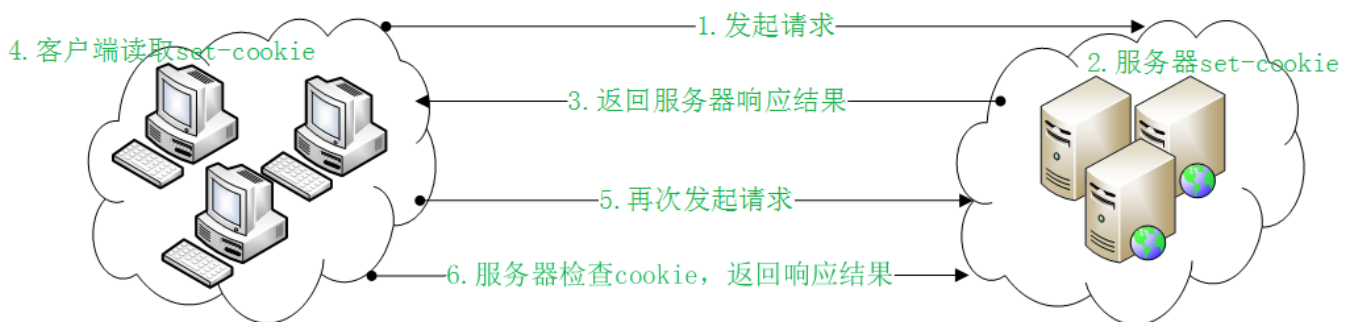 1.发起请求
4.客户端读取set-cookie
2.服务器set-cookie
3.返回服务器响应结果
5.再次发起请求
6.服务器检查cookie，返回响应结果